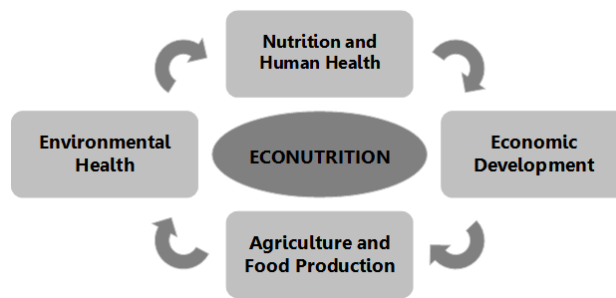 Nutrition and
Human Health
Environmental
Health
ECONUTRITION
Economic
Development
Agriculture and
Food Production